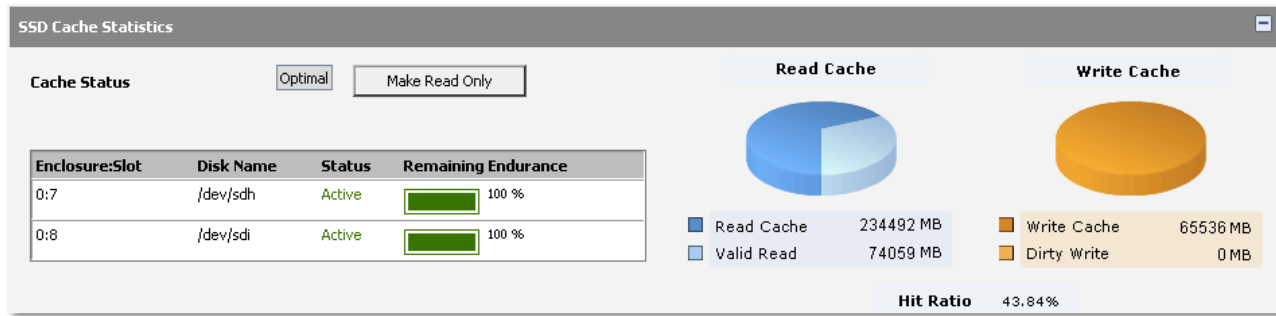 SSD Cache Statistics
Cache Status Optimal Make Read Only
Enclosure:Slot Disk Name Status Remaining Endurance
0:7 /dev/sdh Active 100 %
0:8 /dev/sdi Active 100 %
Read Cache
Read Cache 234492 MB
Valid Read 74059 MB
Write Cache
Write Cache 65536 MB
Dirty Write 0 MB
Hit Ratio 43.84%